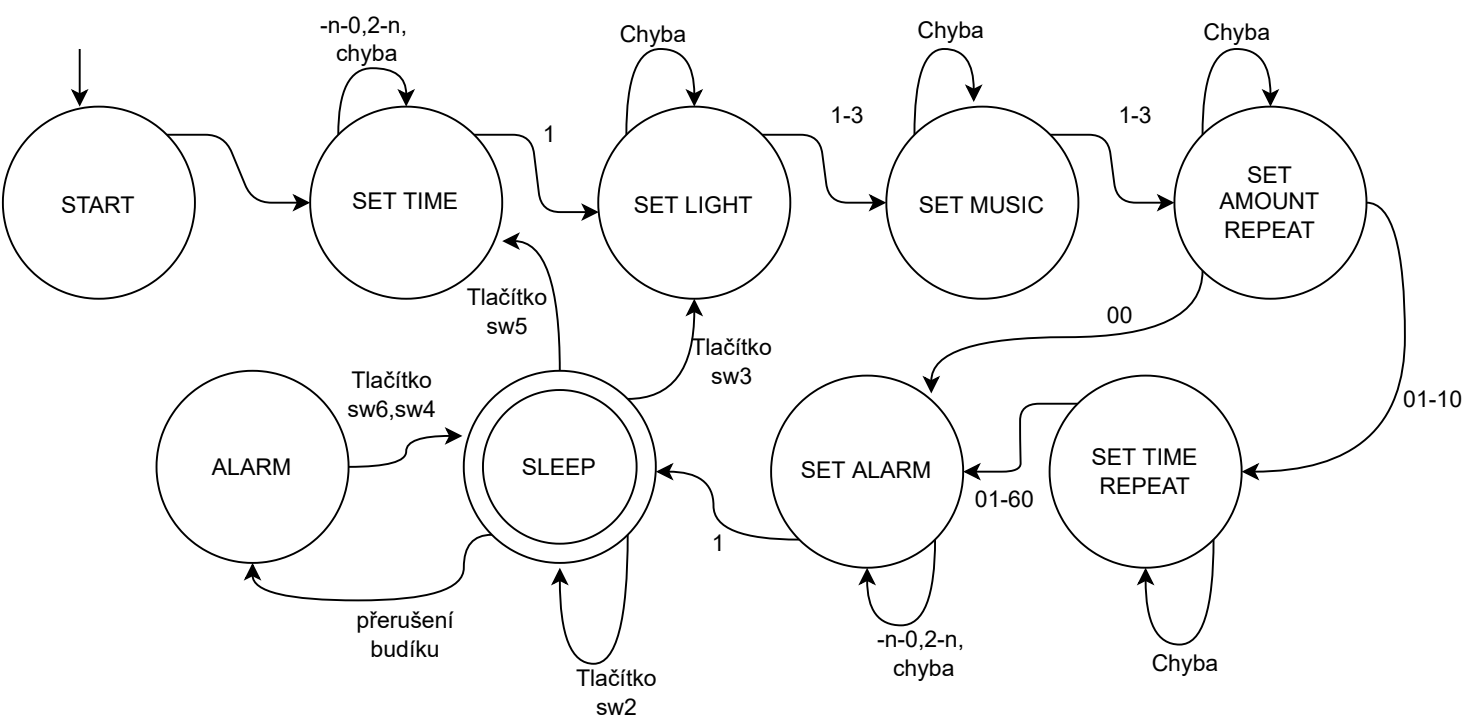 -n-0,2-n,
chyba
Chyba
Chyba
Chyba
1
1-3
1-3
START
SET TIME
SET LIGHT
SET MUSIC
SET
AMOUNT
REPEAT
Tlačítko
sw5
00
Tlačítko
sw3
Tlačítko
sw6,sw4
01-10
ALARM
SLEEP
SET ALARM
SET TIME
REPEAT
01-60
1
přerušení
budíku
-n-0,2-n,
chyba
Chyba
Tlačítko
sw2